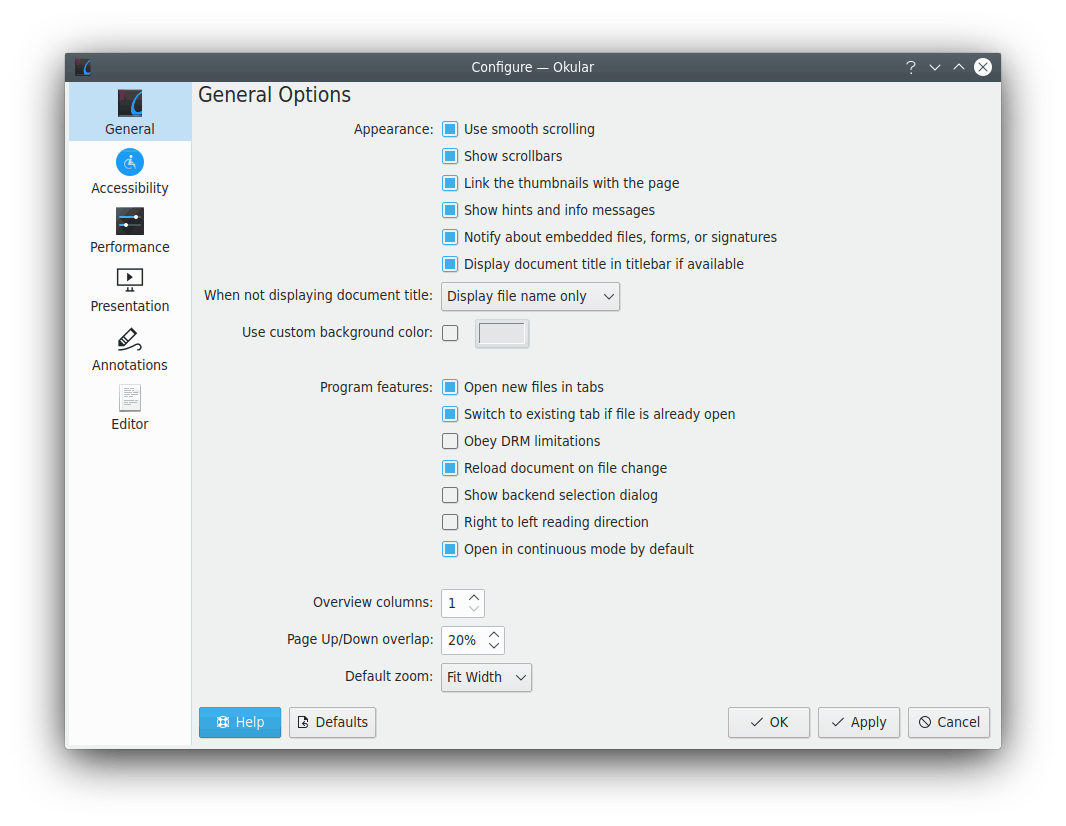 Configure — Okular
General
Accessibility
Performance
Presentation
Annotations
Editor
General Options
Appearance: Use smooth scrolling
Show scrollbars
Link the thumbnails with the page
Show hints and info messages
Notify about embedded files, forms, or signatures
Display document title in titlebar if available
When not displaying document title: Display file name only
Use custom background color:
Program features: Open new files in tabs
Switch to existing tab if file is already open
Obey DRM limitations
Reload document on file change
Show backend selection dialog
Right to left reading direction
Open in continuous mode by default
Overview columns: 1
Page Up/Down overlap: 20%
Default zoom: Fit Width
Help Defaults OK Apply Cancel